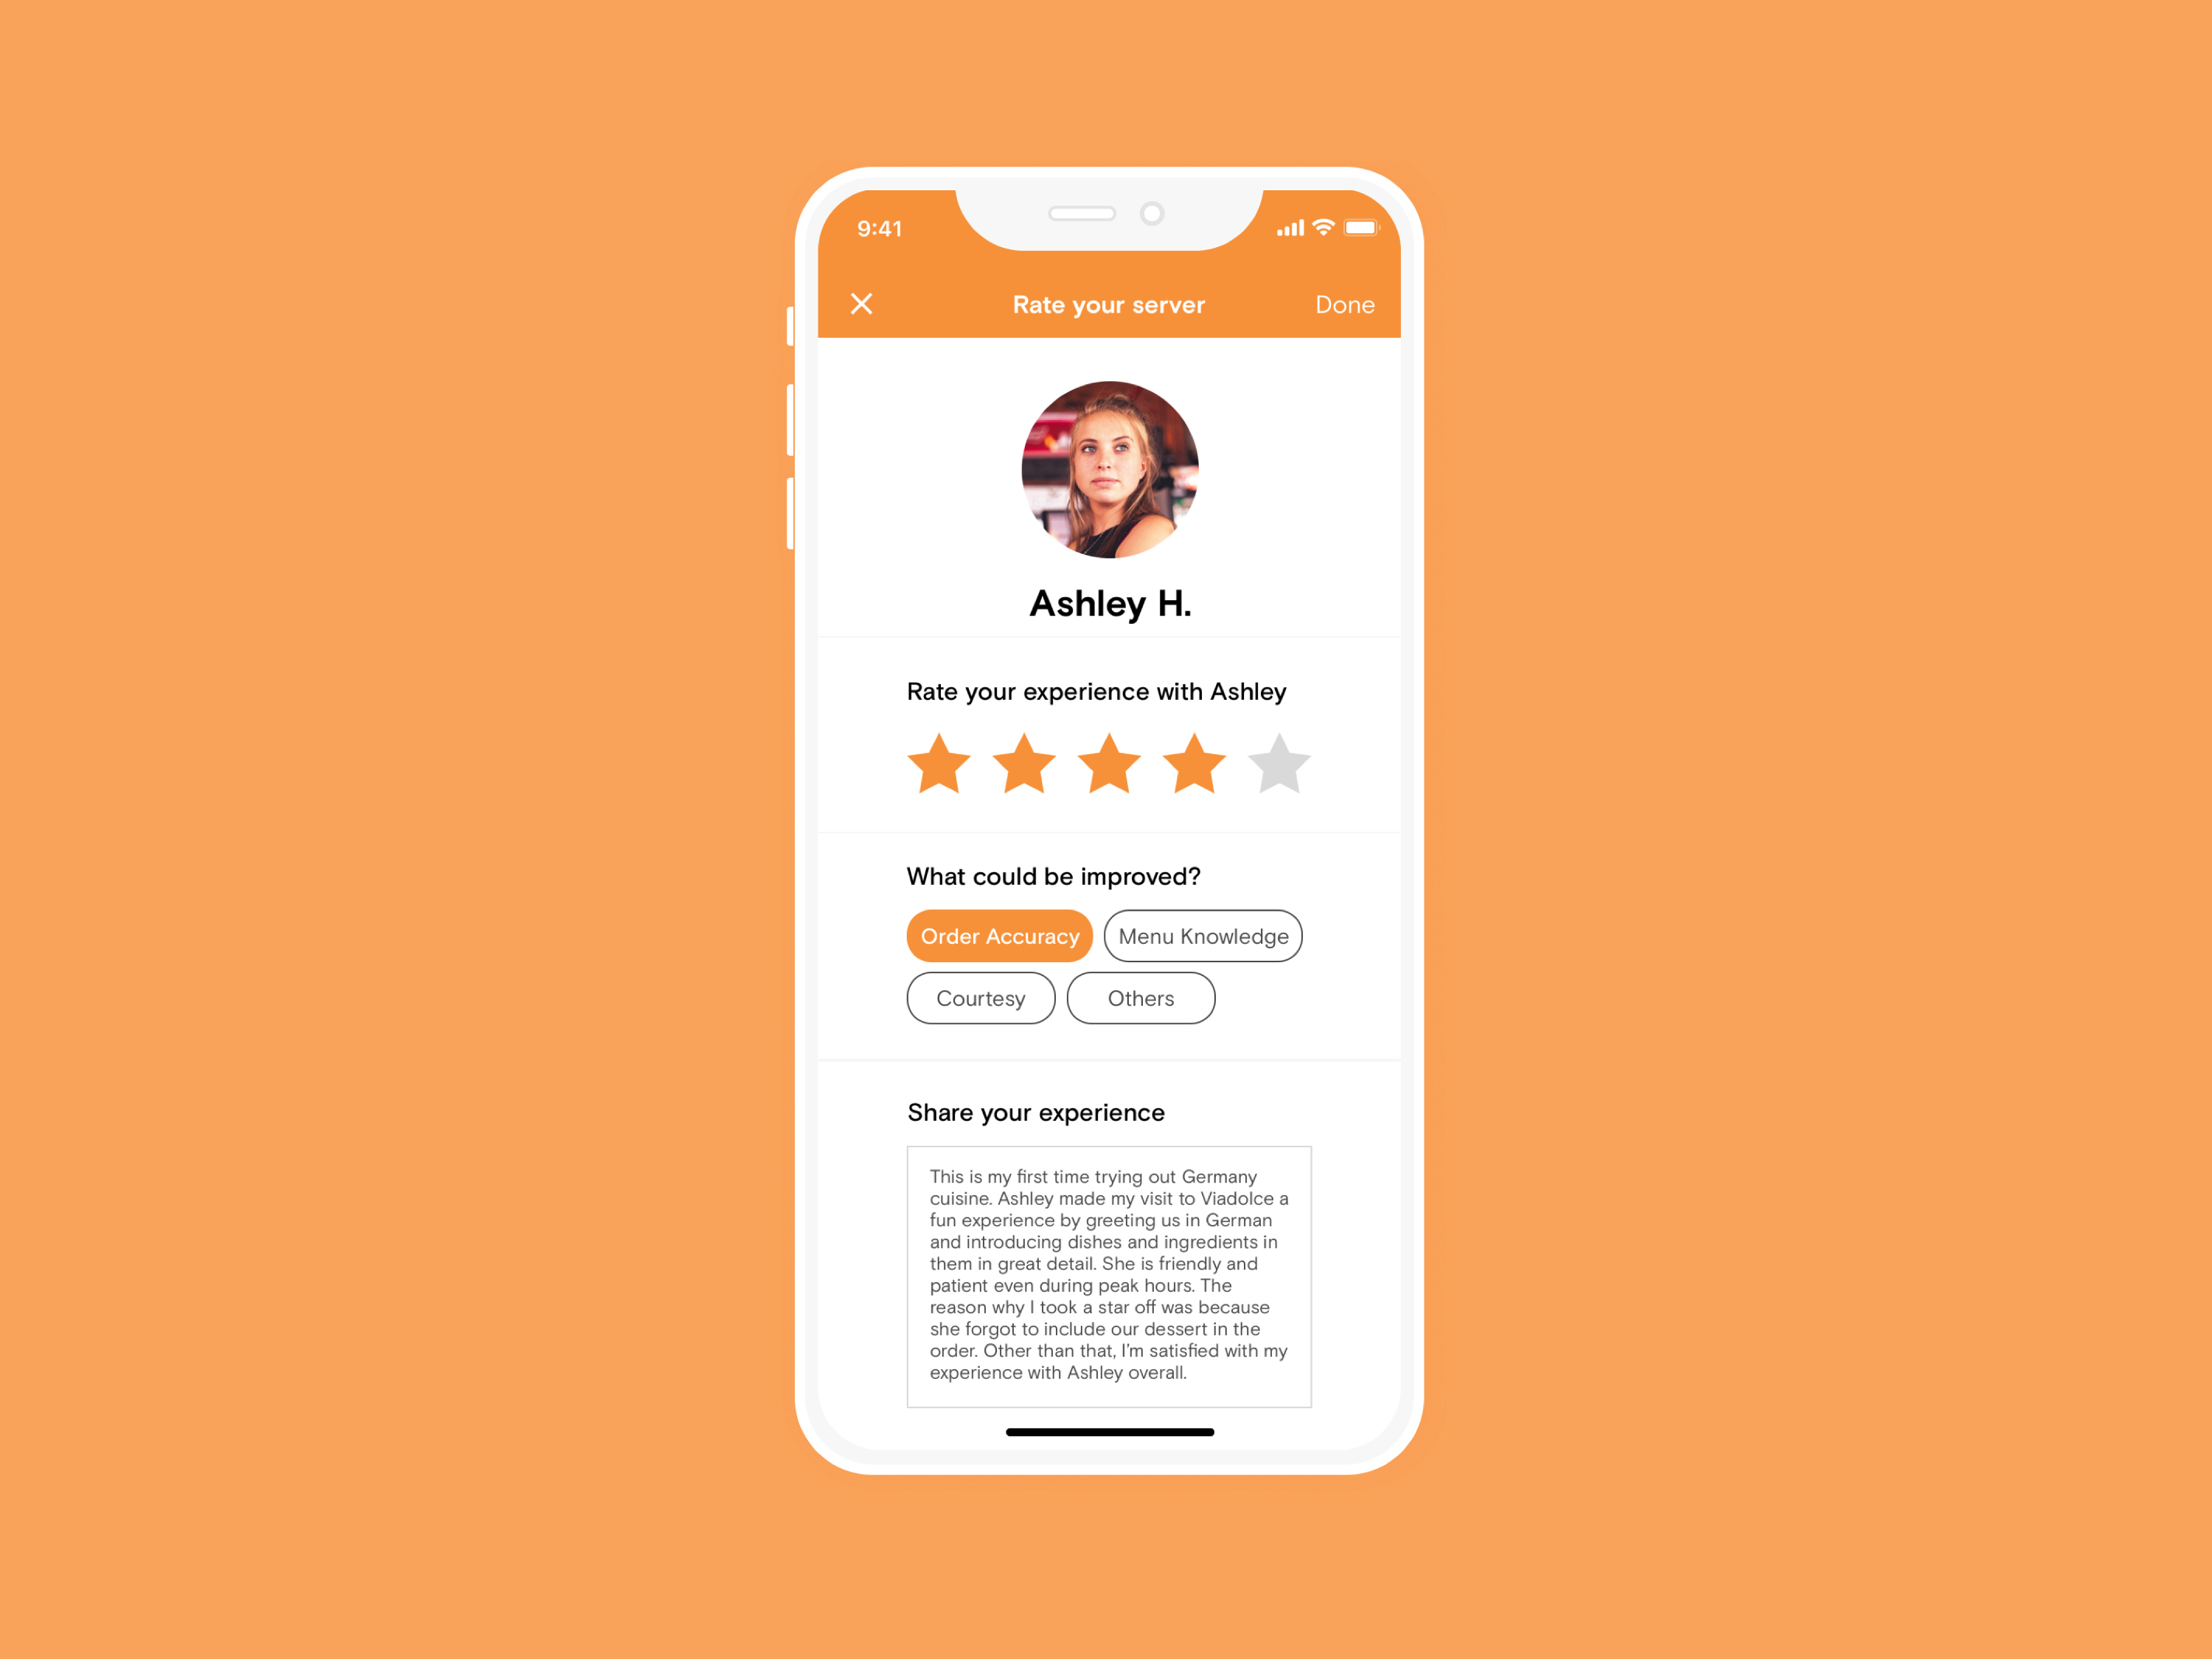 9:41
Rate your server
Done
Ashley H.
Rate your experience with Ashley
What could be improved?
Order Accuracy
Menu Knowledge
Courtesy
Others
Share your experience
This is my first time trying out Germany
cuisine. Ashley made my visit to Viadolce a
fun experience by greeting us in German
and introducing dishes and ingredients in
them in great detail. She is friendly and
patient even during peak hours. The
reason why I took a star off was because
she forgot to include our dessert in the
order. Other than that, I'm satisfied with my
experience with Ashley overall.